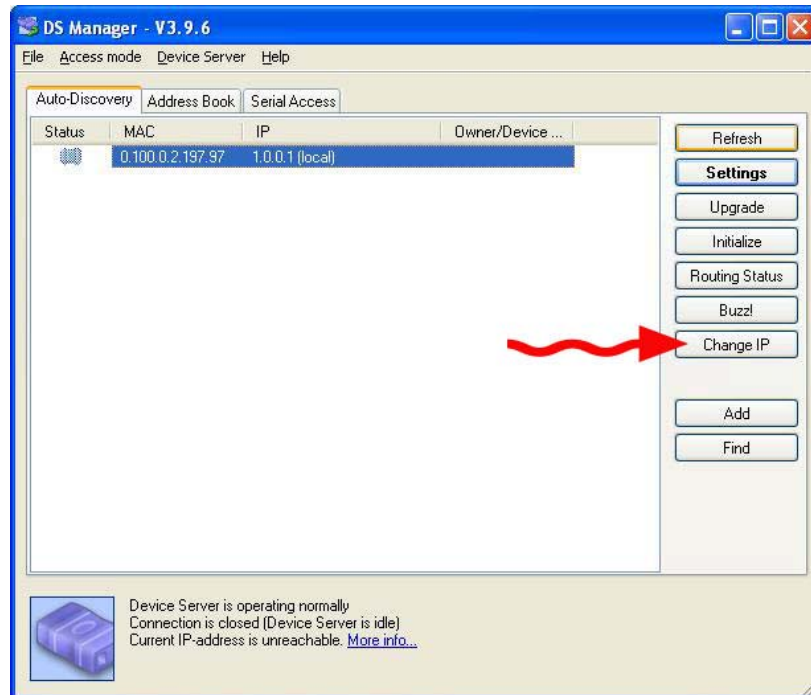 DS Manager - V3.9.6
File Access mode Device Server Help
Auto-Discovery Address Book Serial Access
Status MAC IP Owner/Device ...
0.100.0.2.197.97 1.0.0.1 (local)
Refresh
Settings
Upgrade
Initialize
Routing Status
Buzz!
Change IP
Add
Find
Device Server is operating normally
Connection is closed (Device Server is idle)
Current IP-address is unreachable. More info...